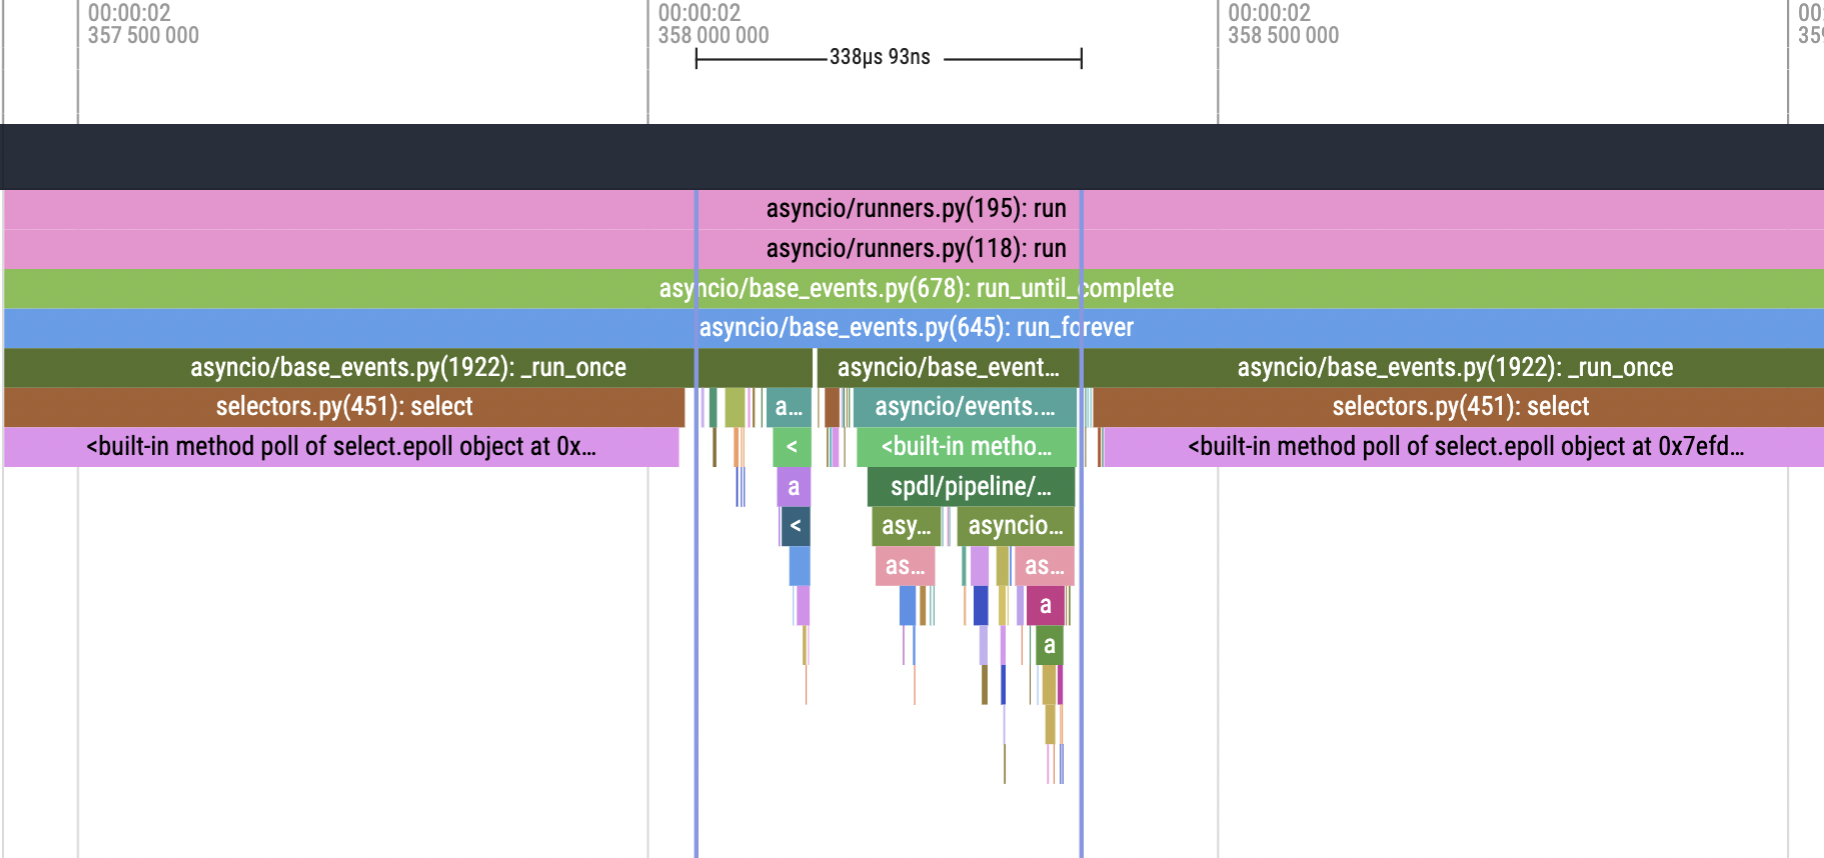 00:00:02 00:00:02 00:00:02 00:
357 500 000 358 000 000 358 500 000 359
338µs 93ns
asyncio/runners.py(195): run
asyncio/runners.py(118): run
asyncio/base_events.py(678): run_until_complete
asyncio/base_events.py(645): run_forever
asyncio/base_events.py(1922): _run_once asyncio/base_event… asyncio/base_events.py(1922): _run_once
selectors.py(451): select a… asyncio/events.… selectors.py(451): select
<built-in method poll of select.epoll object at 0x… < <built-in metho… <built-in method poll of select.epoll object at 0x7efd…
a spdl/pipeline/…
< asy… asyncio…
as… as…
a
a